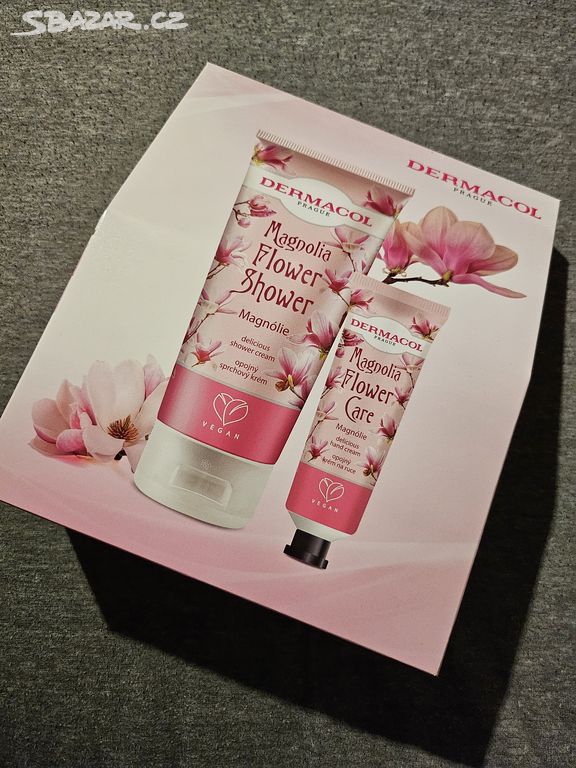 SBAZAR.CZ
DERMACOL
PRAGUE
DERMACOL
PRAGUE
Magnolia
Flower
Shower
Magnólie
delicious
shower cream
opojný
sprchový krém
VEGAN
DERMACOL
PRAGUE
Magnolia
Flower
Care
Magnólie
delicious
hand cream
opojný
krém na ruce
VEGAN